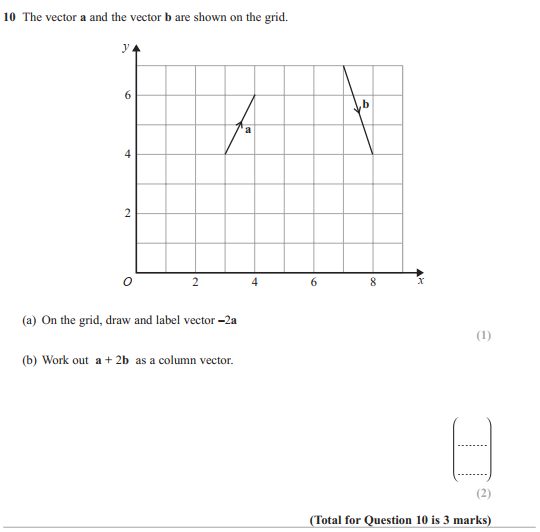 10 The vector a and the vector b are shown on the grid.
y
6
b
a
4
2
O 2 4 6 8 x
(a) On the grid, draw and label vector –2a
(1)
(b) Work out a + 2b as a column vector.
(2)
(Total for Question 10 is 3 marks)